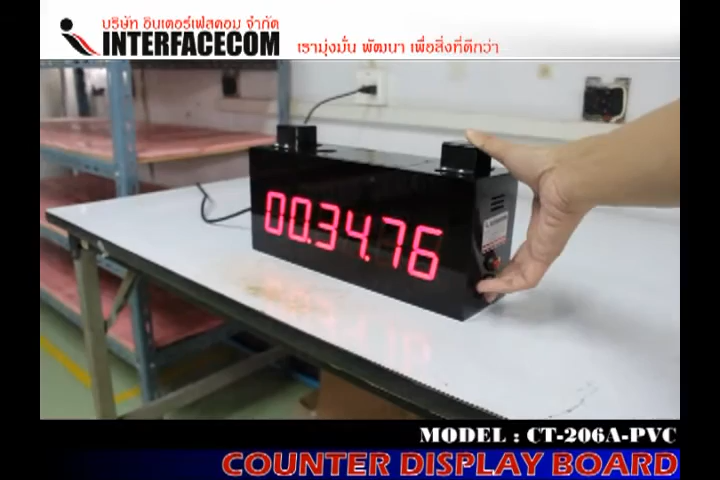 บริษัท อินเตอร์เฟสคอม จำกัด
INTERFACECOM
เรามุ่งมั่น พัฒนา เพื่อสิ่งที่ดีกว่า
00.34.76
MODEL : CT-206A-PVC
COUNTER DISPLAY BOARD